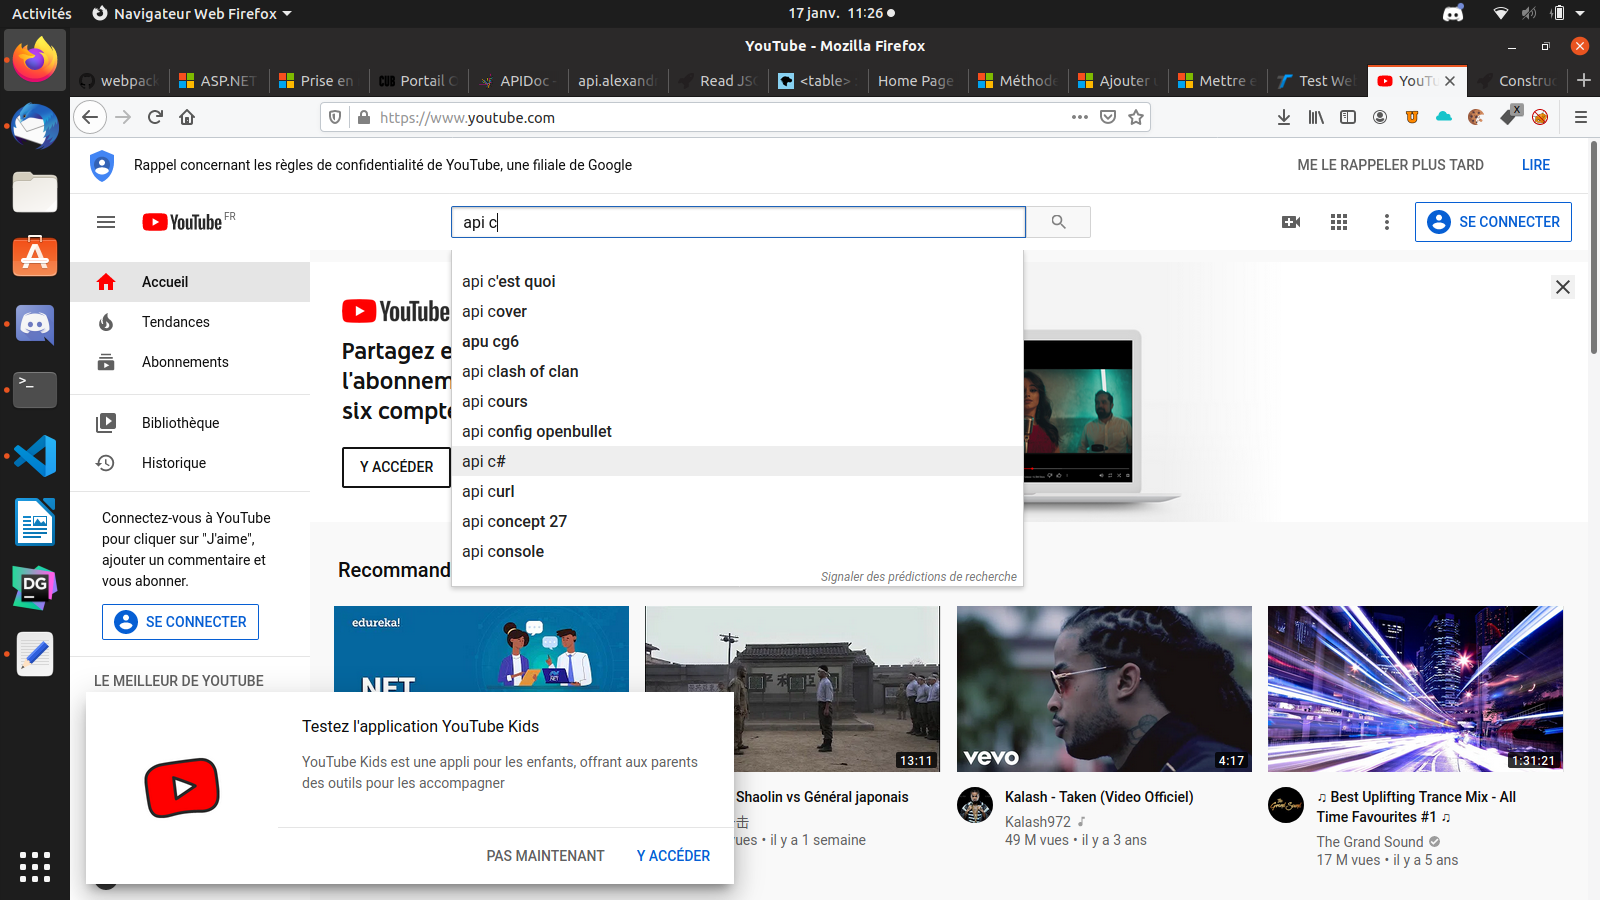 Activités
Navigateur Web Firefox
17 janv. 11:26
YouTube - Mozilla Firefox
webpack
ASP.NET
Prise en
Portail
APIDoc
api.alexand
Read JS
<table>
Home Page
Méthode
Ajouter
Mettre e
Test We
YouTu
Construc
https://www.youtube.com
X
Rappel concernant les règles de confidentialité de YouTube, une filiale de Google
ME LE RAPPELER PLUS TARD
LIRE
YouTube FR
api c
SE CONNECTER
Accueil
Tendances
Abonnements
Bibliothèque
Historique
Connectez-vous à YouTube
pour cliquer sur "J'aime",
ajouter un commentaire et
vous abonner.
SE CONNECTER
LE MEILLEUR DE YOUTUBE
YouTube
Partagez e
l'abonnem
six compte
Y ACCÉDER
api c'est quoi
api cover
apu cg6
api clash of clan
api cours
api config openbullet
api c#
api curl
api concept 27
api console
Signaler des prédictions de recherche
Recommand
edureka!
.NET
13:11
vevo
4:17
1:31:21
Shaolin vs Général japonais
击
vues • il y a 1 semaine
Kalash - Taken (Video Officiel)
Kalash972
49 M vues • il y a 3 ans
♫ Best Uplifting Trance Mix - All
Time Favourites #1 ♫
The Grand Sound
17 M vues • il y a 5 ans
Testez l'application YouTube Kids
YouTube Kids est une appli pour les enfants, offrant aux parents
des outils pour les accompagner
PAS MAINTENANT
Y ACCÉDER
DG
>_